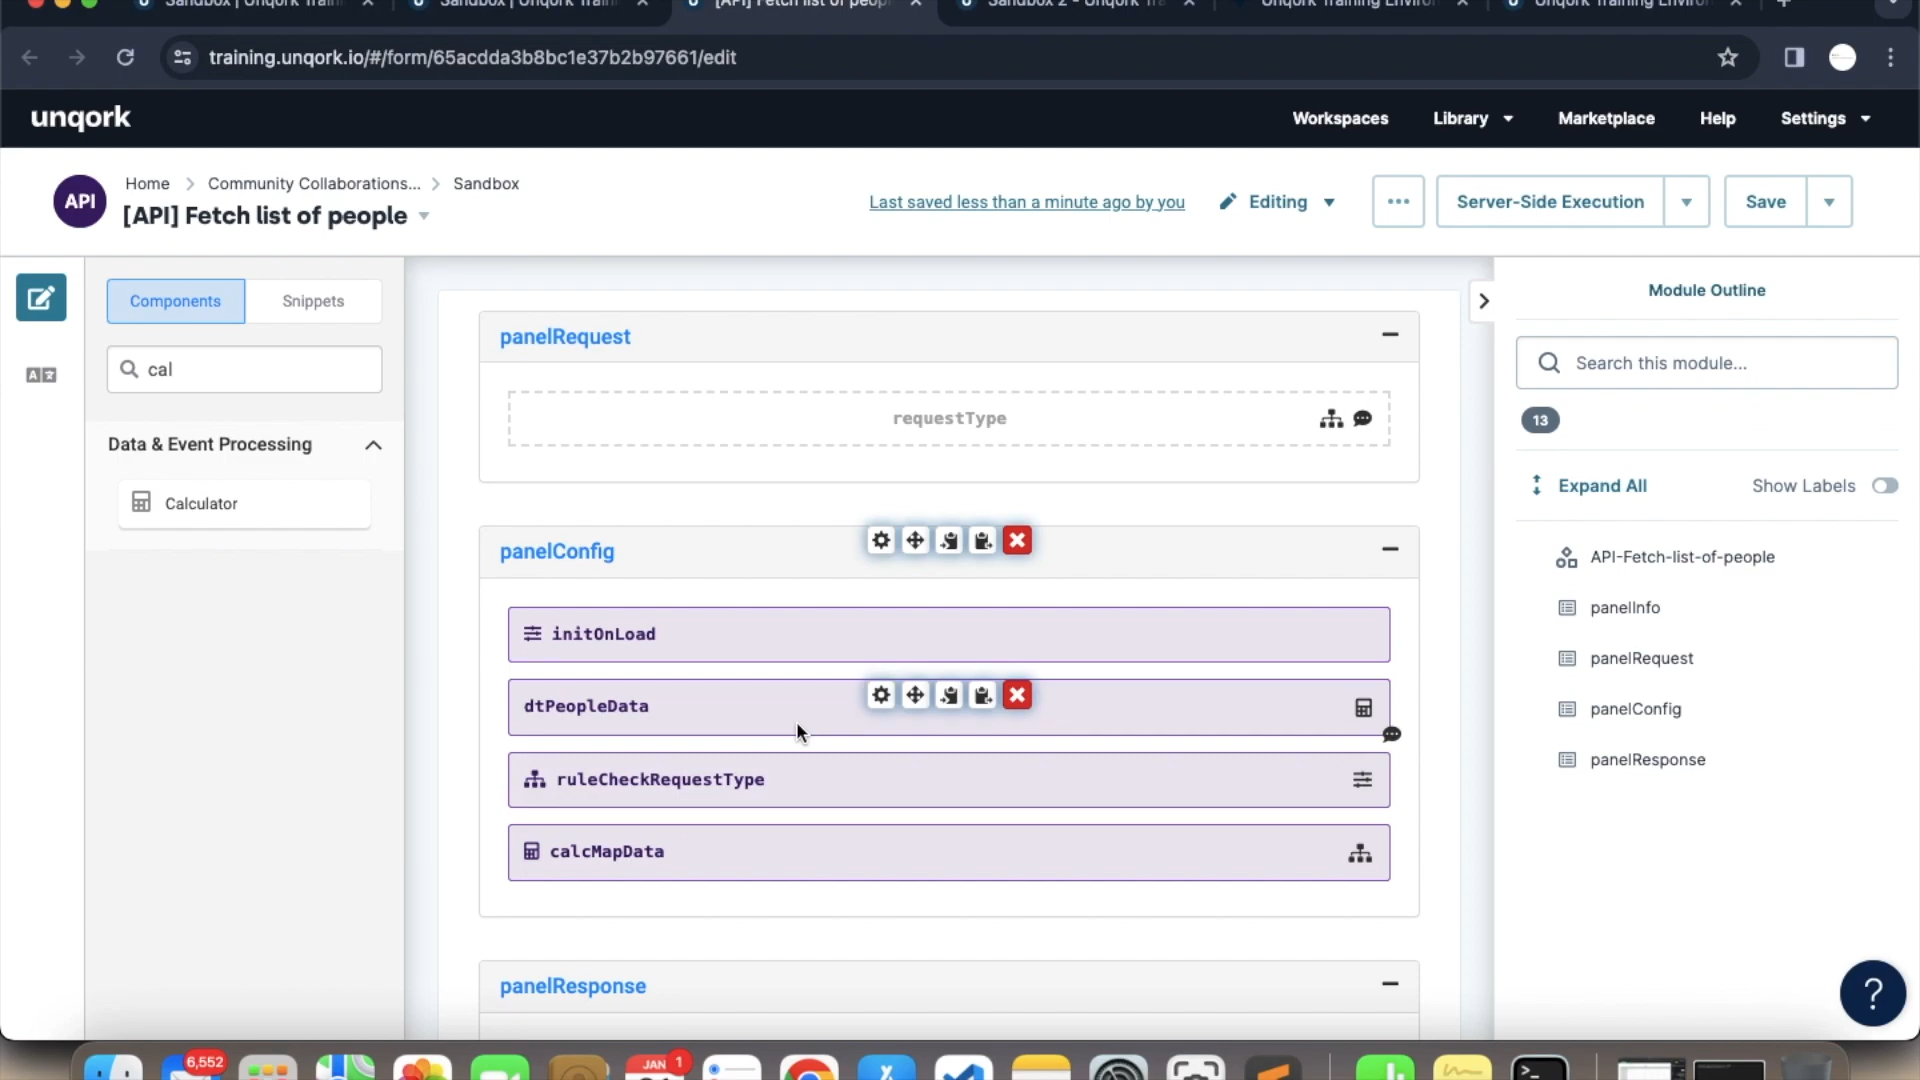 training.unqork.io/#/form/65acdda3b8bc1e37b2b97661/edit
unqork
Workspaces
Library
Marketplace
Help
Settings
API
Home
Community Collaborations...
Sandbox
[API] Fetch list of people
Last saved less than a minute ago by you
Editing
Server-Side Execution
Save
Components
Snippets
cal
Data & Event Processing
Calculator
panelRequest
requestType
panelConfig
initOnLoad
dtPeopleData
ruleCheckRequestType
calcMapData
panelResponse
Module Outline
Search this module...
13
Expand All
Show Labels
API-Fetch-list-of-people
panelInfo
panelRequest
panelConfig
panelResponse
?
6,552
JAN
1